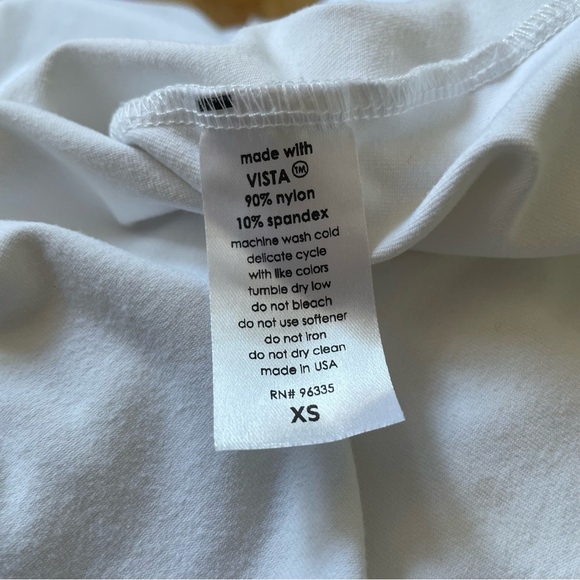 made with
VISTA™
90% nylon
10% spandex
machine wash cold
delicate cycle
with like colors
tumble dry low
do not bleach
do not use softener
do not iron
do not dry clean
made in USA
RN# 96335
XS